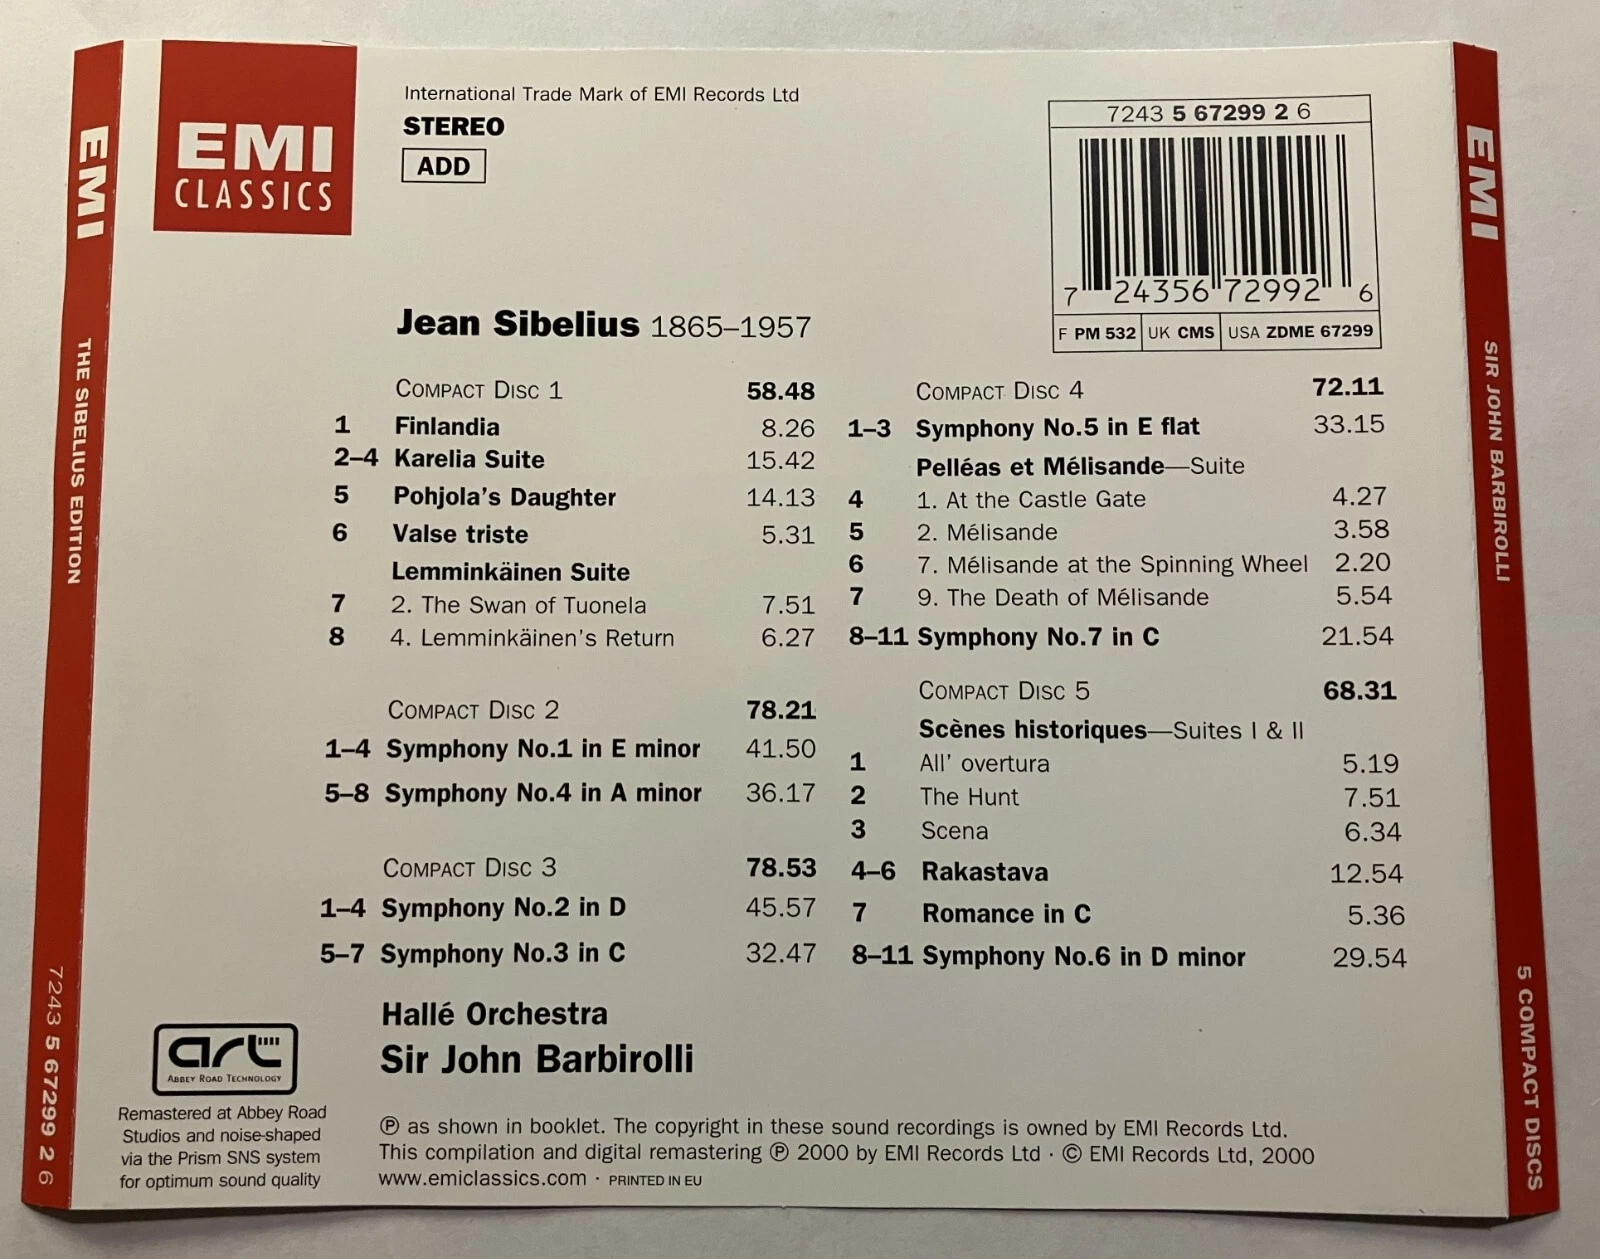 EMI
THE SIBELIUS EDITION
7243 5 67299 2 6
EMI
CLASSICS
International Trade Mark of EMI Records Ltd
STEREO
ADD
7243 5 67299 2 6
7 24356 72992 6
F PM 532 UK CMS USA ZDME 67299
Jean Sibelius 1865–1957
COMPACT DISC 1 58.48
1 Finlandia 8.26
2–4 Karelia Suite 15.42
5 Pohjola's Daughter 14.13
6 Valse triste 5.31
Lemminkäinen Suite
7 2. The Swan of Tuonela 7.51
8 4. Lemminkäinen's Return 6.27
COMPACT DISC 2 78.21
1–4 Symphony No.1 in E minor 41.50
5–8 Symphony No.4 in A minor 36.17
COMPACT DISC 3 78.53
1–4 Symphony No.2 in D 45.57
5–7 Symphony No.3 in C 32.47
COMPACT DISC 4 72.11
1–3 Symphony No.5 in E flat 33.15
Pelléas et Mélisande—Suite
4 1. At the Castle Gate 4.27
5 2. Mélisande 3.58
6 7. Mélisande at the Spinning Wheel 2.20
7 9. The Death of Mélisande 5.54
8–11 Symphony No.7 in C 21.54
COMPACT DISC 5 68.31
Scènes historiques—Suites I & II
1 All' overtura 5.19
2 The Hunt 7.51
3 Scena 6.34
4–6 Rakastava 12.54
7 Romance in C 5.36
8–11 Symphony No.6 in D minor 29.54
Hallé Orchestra
Sir John Barbirolli
art
ABBEY ROAD TECHNOLOGY
Remastered at Abbey Road
Studios and noise-shaped
via the Prism SNS system
for optimum sound quality
℗ as shown in booklet. The copyright in these sound recordings is owned by EMI Records Ltd.
This compilation and digital remastering ℗ 2000 by EMI Records Ltd · © EMI Records Ltd, 2000
www.emiclassics.com · PRINTED IN EU
EMI
SIR JOHN BARBIROLLI
5 COMPACT DISCS